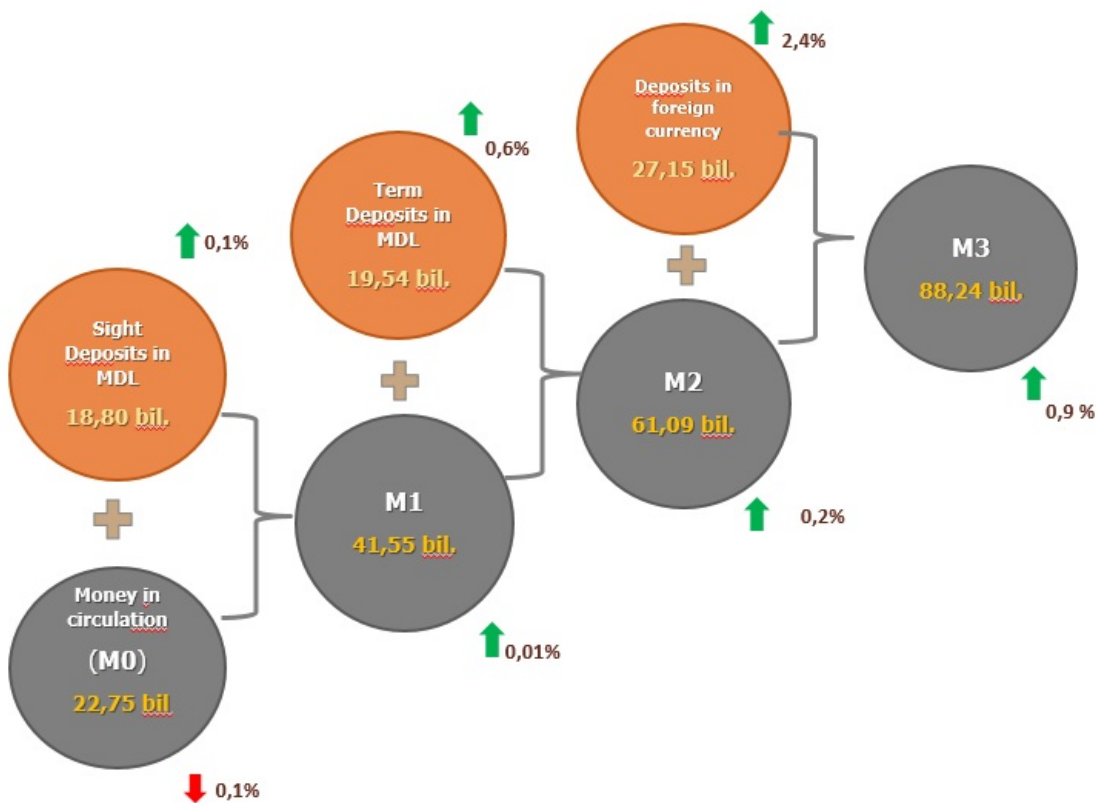 2,4%
Deposits in
foreign
currency
27,15 bil.
0,6%
Term
Deposits in
MDL
19,54 bil.
M3
88,24 bil.
0,1%
Sight
Deposits in
MDL
18,80 bil.
M2
61,09 bil.
0,9 %
M1
41,55 bil.
0,2%
Money in
circulation
(M0)
22,75 bil
0,01%
0,1%